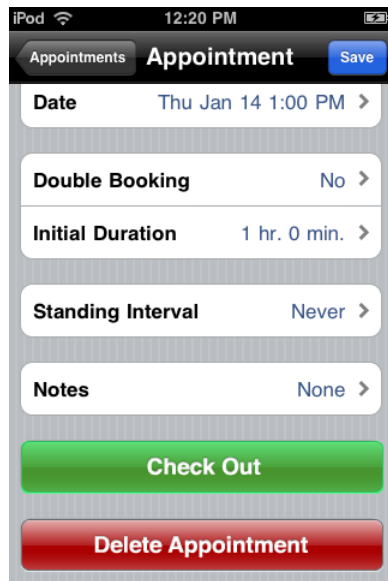 iPod 12:20 PM
Appointments Appointment Save
Date Thu Jan 14 1:00 PM
Double Booking No
Initial Duration 1 hr. 0 min.
Standing Interval Never
Notes None
Check Out
Delete Appointment